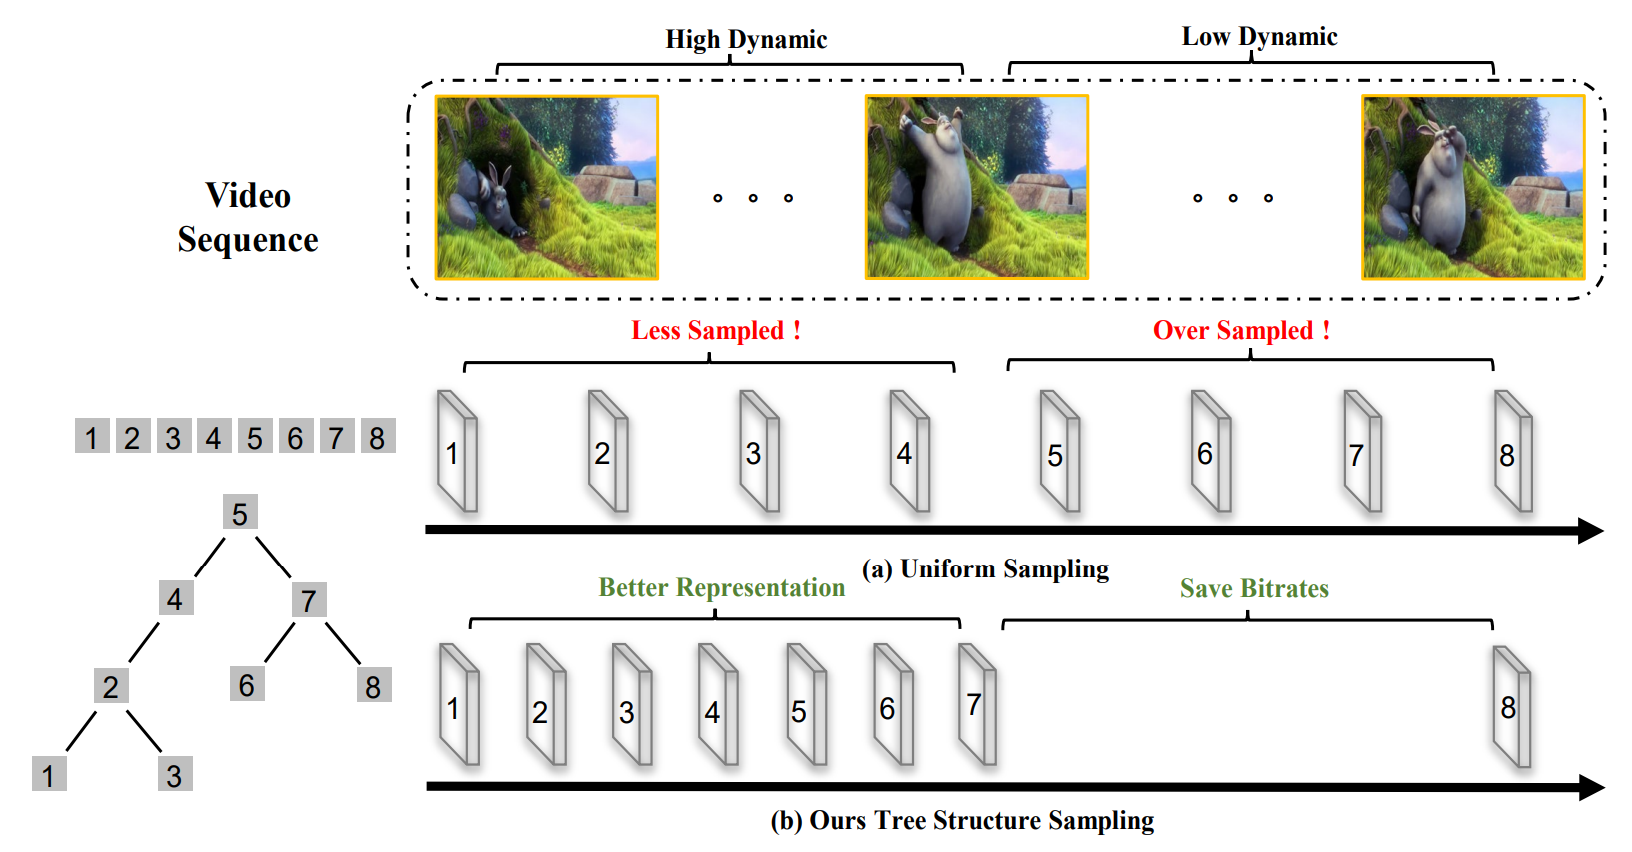 High Dynamic
Low Dynamic
Video
Sequence
Less Sampled !
Over Sampled !
1 2 3 4 5 6 7 8
1 2 3 4 5 6 7 8
(a) Uniform Sampling
5
4 7
2 6 8
1 3
Better Representation
Save Bitrates
1 2 3 4 5 6 7 8
(b) Ours Tree Structure Sampling